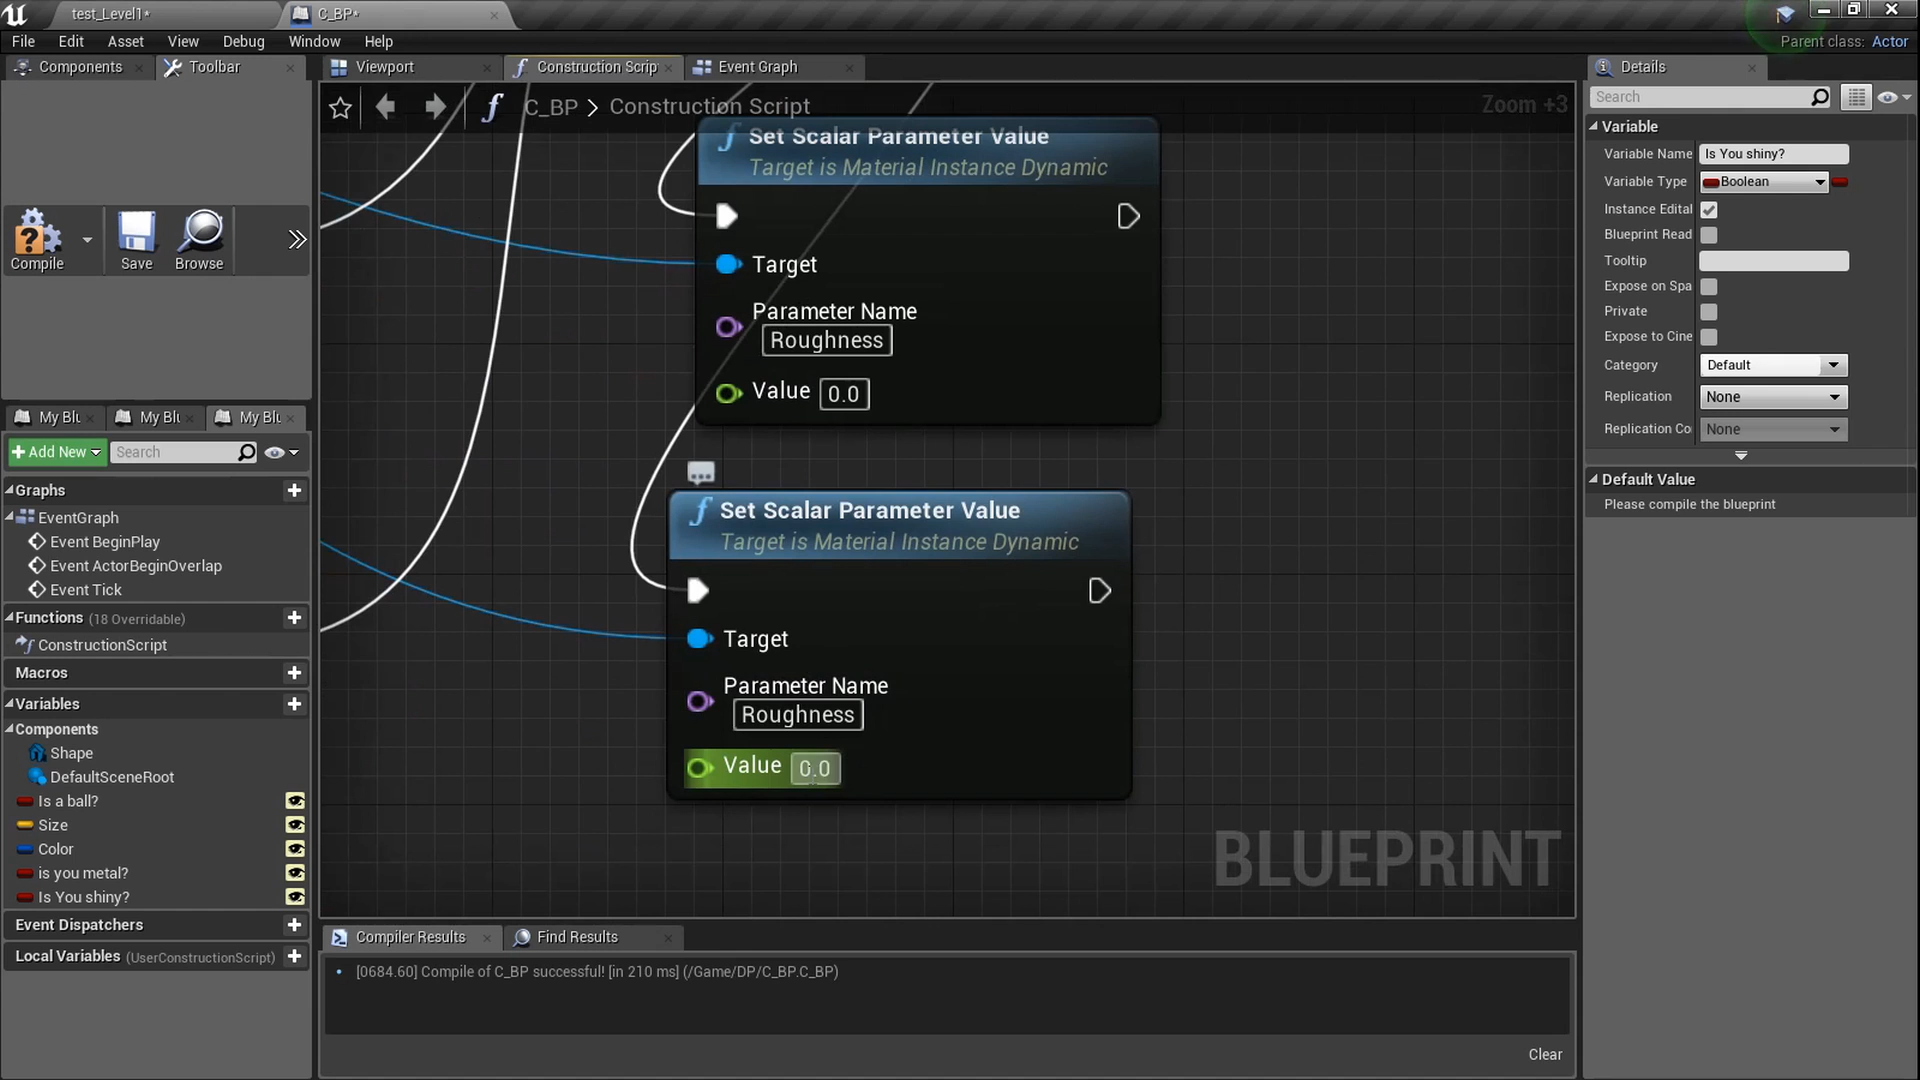 test_Level1*
C_BP*
File Edit Asset View Debug Window Help
Parent class: Actor
Components
Toolbar
Viewport
Construction Scrip
Event Graph
Details
C_BP > Construction Script
Zoom +3
Search
Compile
Save
Browse
Variable
Variable Name Is You shiny?
Variable Type Boolean
Instance Edital
Blueprint Read
Tooltip
Expose on Spa
Private
Expose to Cine
Category Default
Replication None
Replication Co None
Default Value
Please compile the blueprint
Set Scalar Parameter Value
Target is Material Instance Dynamic
Target
Parameter Name
Roughness
Value 0.0
Set Scalar Parameter Value
Target is Material Instance Dynamic
Target
Parameter Name
Roughness
Value 0.0
BLUEPRINT
My Blu
My Blu
My Blu
+ Add New
Search
Graphs
EventGraph
Event BeginPlay
Event ActorBeginOverlap
Event Tick
Functions (18 Overridable)
ConstructionScript
Macros
Variables
Components
Shape
DefaultSceneRoot
Is a ball?
Size
Color
is you metal?
Is You shiny?
Event Dispatchers
Local Variables (UserConstructionScript)
Compiler Results
Find Results
[0684.60] Compile of C_BP successful! [in 210 ms] (/Game/DP/C_BP.C_BP)
Clear